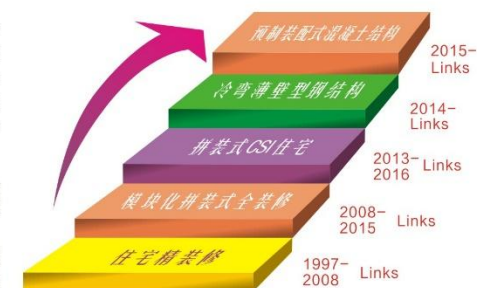 预制装配式混凝土结构
2015-
Links
冷弯薄壁型钢结构
2014-
Links
拼装式CSI住宅
2013-
2016
Links
模块化拼装式全装修
2008-
2015
Links
住宅精装修
1997-
2008
Links